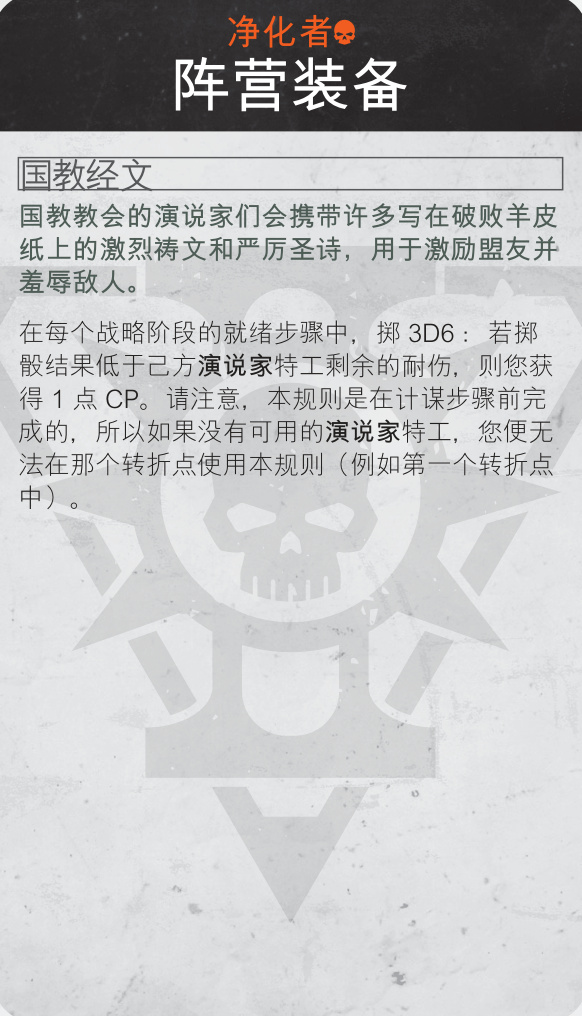 净化者
阵营装备
国教经文
国教教会的演说家们会携带许多写在破败羊皮
纸上的激烈祷文和严厉圣诗，用于激励盟友并
羞辱敌人。
在每个战略阶段的就绪步骤中，掷 3D6：若掷
骰结果低于己方演说家特工剩余的耐伤，则您获
得 1 点 CP。请注意，本规则是在计谋步骤前完
成的，所以如果没有可用的演说家特工，您便无
法在那个转折点使用本规则（例如第一个转折点
中）。